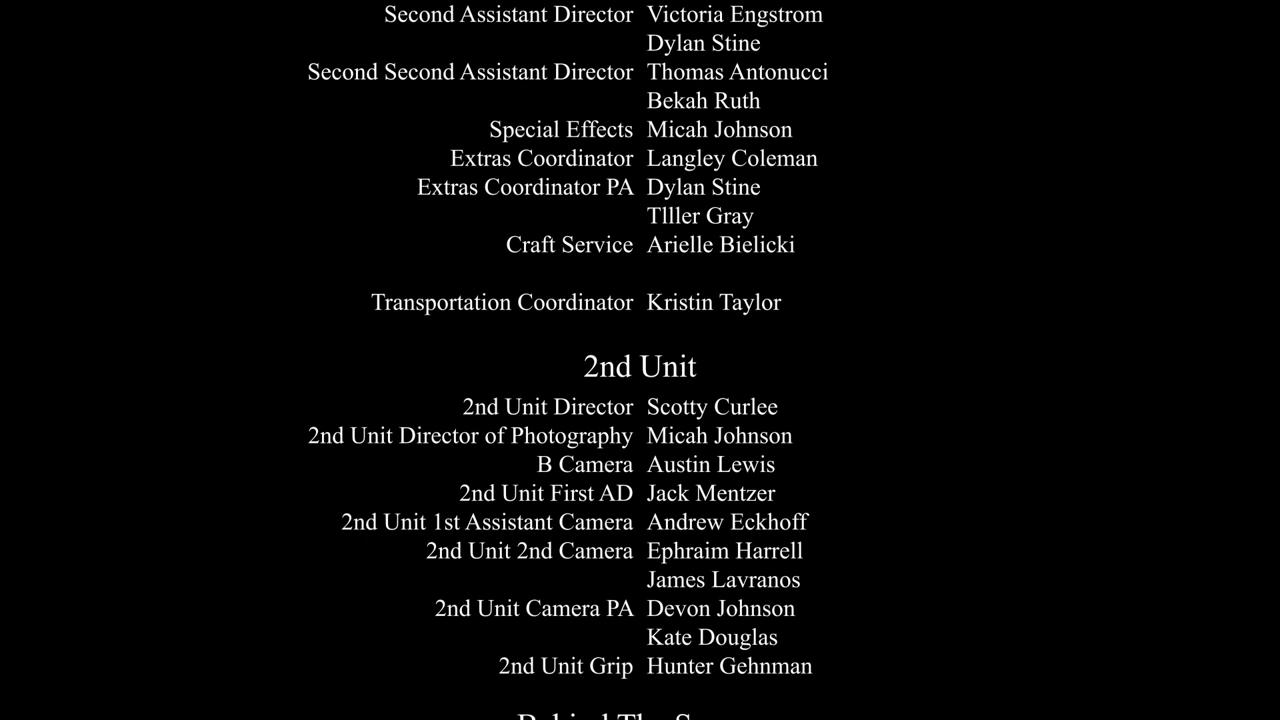 Second Assistant Director Victoria Engstrom
Dylan Stine
Second Second Assistant Director Thomas Antonucci
Bekah Ruth
Special Effects Micah Johnson
Extras Coordinator Langley Coleman
Extras Coordinator PA Dylan Stine
Tlller Gray
Craft Service Arielle Bielicki
Transportation Coordinator Kristin Taylor
2nd Unit
2nd Unit Director Scotty Curlee
2nd Unit Director of Photography Micah Johnson
B Camera Austin Lewis
2nd Unit First AD Jack Mentzer
2nd Unit 1st Assistant Camera Andrew Eckhoff
2nd Unit 2nd Camera Ephraim Harrell
James Lavranos
2nd Unit Camera PA Devon Johnson
Kate Douglas
2nd Unit Grip Hunter Gehnman
Behind The